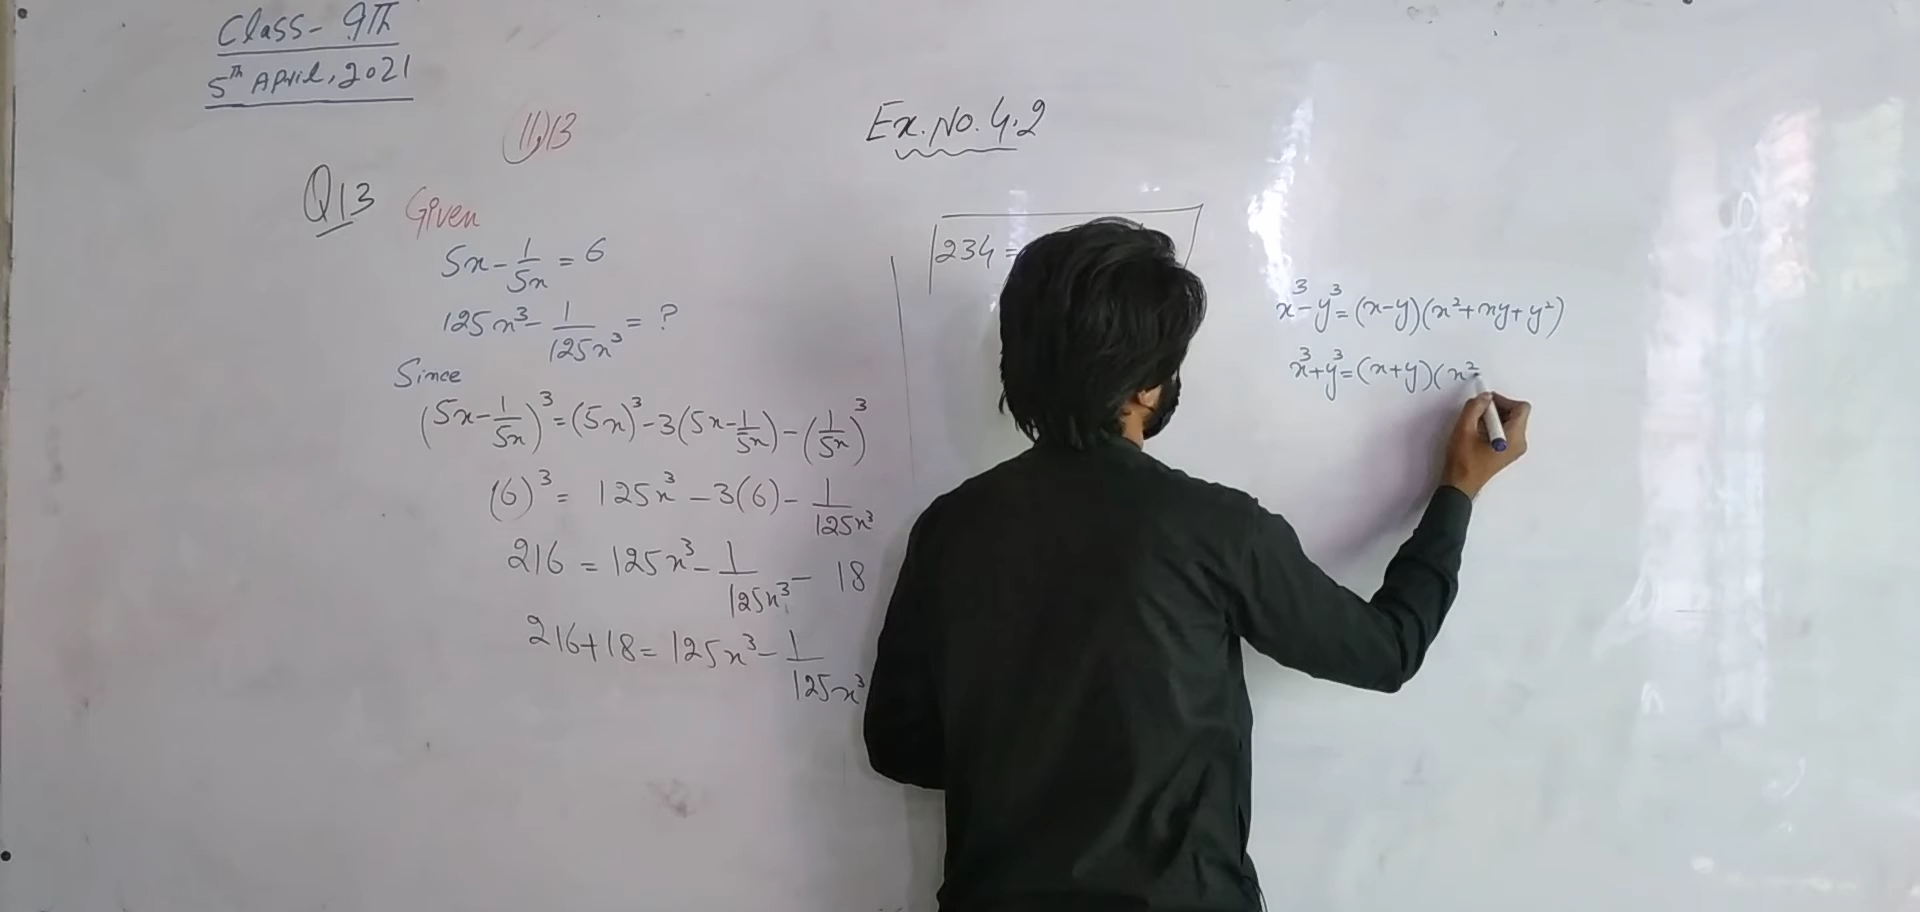 Class- 9Th
5Th April, 2021
11,13
Ex.No.4.2
Q13 Given
5x - 1/5x = 6
125x³ - 1/125x³ = ?
Since
(5x - 1/5x)³ = (5x)³ - 3(5x - 1/5x) - (1/5x)³
(6)³ = 125x³ - 3(6) - 1/125x³
216 = 125x³ - 1/125x³ - 18
216+18 = 125x³ - 1/125x³
234 =
x³ - y³ = (x-y)(x²+xy+y²)
x³+y³ = (x+y)(x²